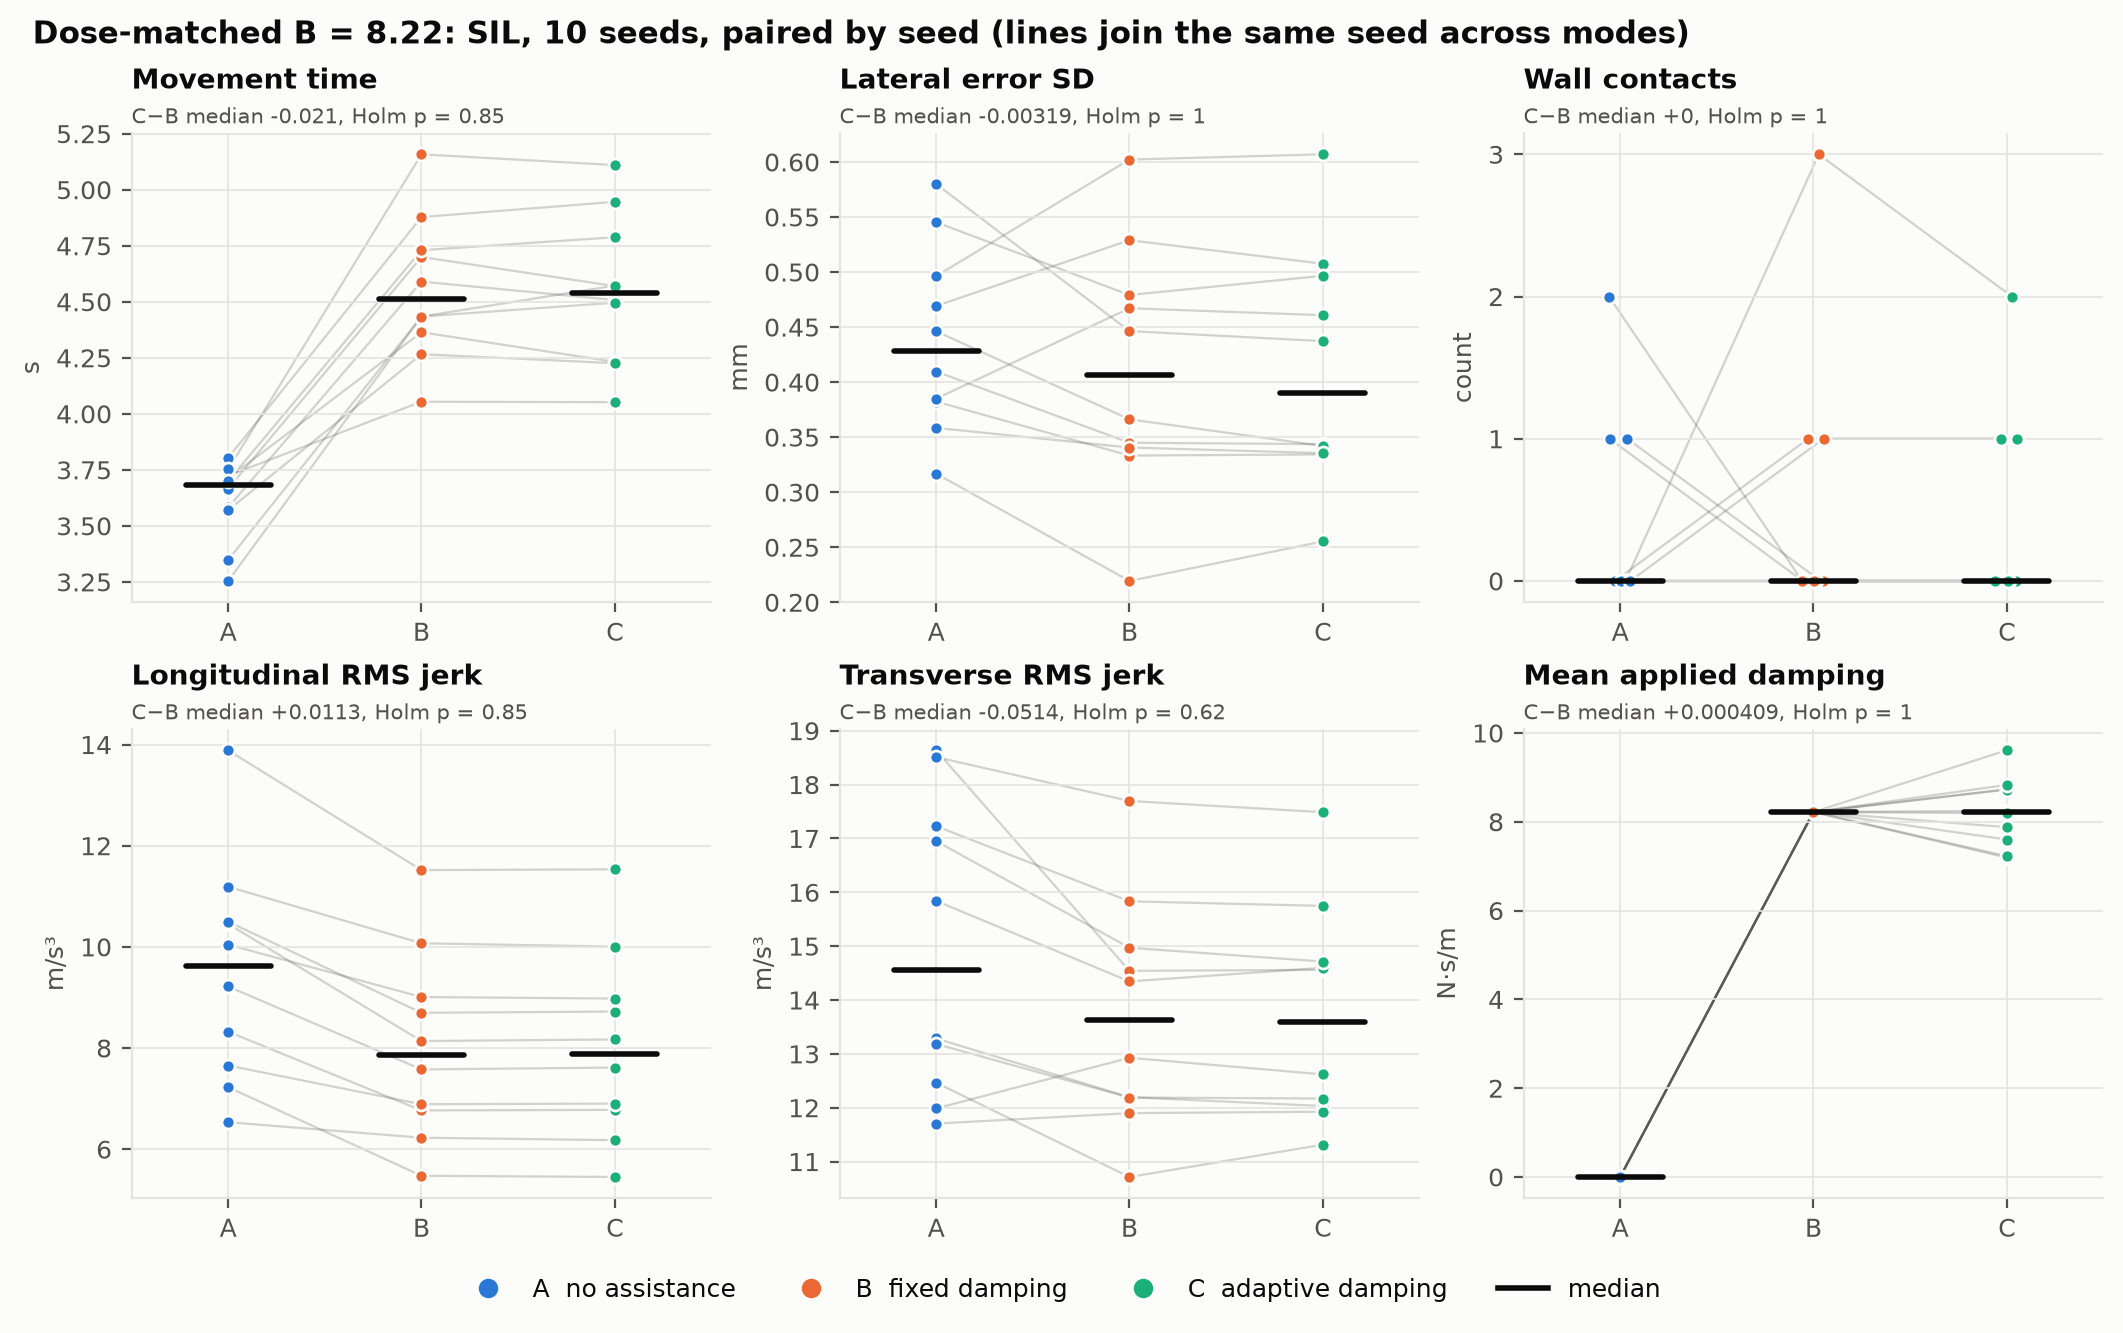 Dose-matched B = 8.22: SIL, 10 seeds, paired by seed (lines join the same seed across modes)
Movement time
C−B median -0.021, Holm p = 0.85
5.25
5.00
4.75
4.50
4.25
4.00
3.75
3.50
3.25
s
A
B
C
Lateral error SD
C−B median -0.00319, Holm p = 1
0.60
0.55
0.50
0.45
0.40
0.35
0.30
0.25
0.20
mm
A
B
C
Wall contacts
C−B median +0, Holm p = 1
3
2
1
0
count
A
B
C
Longitudinal RMS jerk
C−B median +0.0113, Holm p = 0.85
14
12
10
8
6
m/s³
A
B
C
Transverse RMS jerk
C−B median -0.0514, Holm p = 0.62
19
18
17
16
15
14
13
12
11
m/s³
A
B
C
Mean applied damping
C−B median +0.000409, Holm p = 1
10
8
6
4
2
0
N·s/m
A
B
C
A no assistance
B fixed damping
C adaptive damping
median